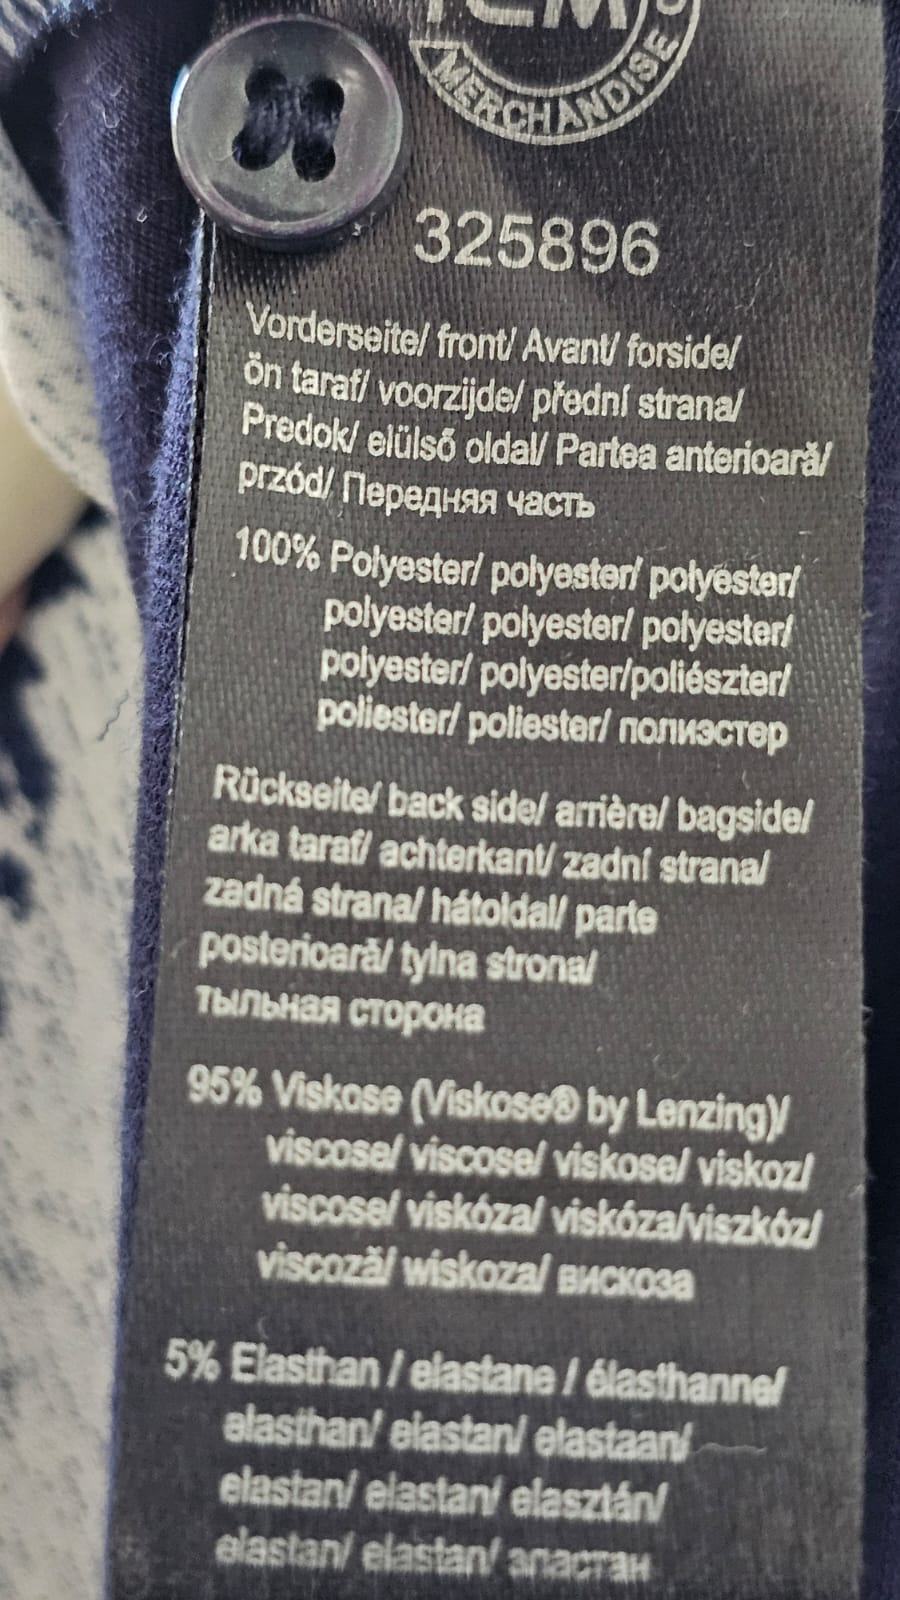 TCM
MERCHANDISE
325896
Vorderseite/ front/ Avant/ forside/
ön taraf/ voorzijde/ přední strana/
Predok/ elülső oldal/ Partea anterioară/
przód/ Передняя часть
100% Polyester/ polyester/ polyester/
polyester/ polyester/ polyester/
polyester/ polyester/poliészter/
poliester/ poliester/ полиэстер
Rückseite/ back side/ arrière/ bagside/
arka taraf/ achterkant/ zadní strana/
zadná strana/ hátoldal/ parte
posterioară/ tylna strona/
тыльная сторона
95% Viskose (Viskose® by Lenzing)/
viscose/ viscose/ viskose/ viskoz/
viscose/ viskóza/ viskóza/viszkóz/
viscoză/ wiskoza/ вискоза
5% Elasthan / elastane / élasthanne/
elasthan/ elastan/ elastaan/
elastan/ elastan/ elasztán/
elastan/ elastan/ эластан